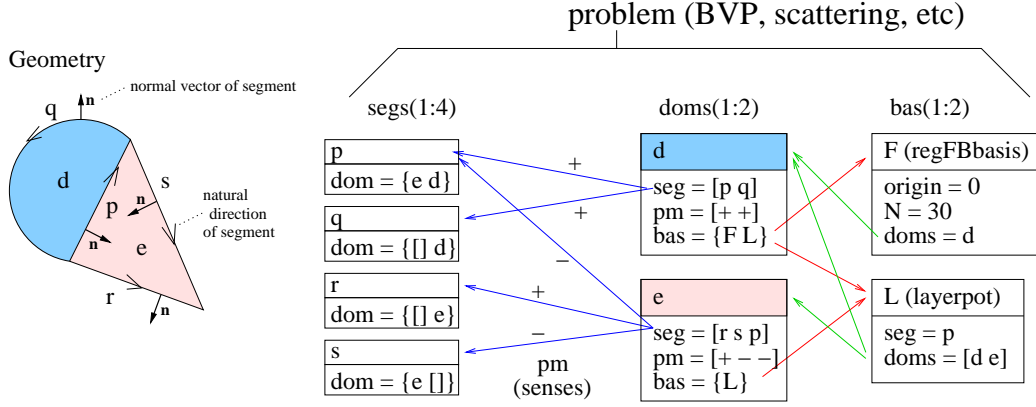 problem (BVP, scattering, etc)
Geometry
normal vector of segment
n
q
d
p
s
n
n
e
r
n
natural
direction
of segment
segs(1:4)
p
dom = {e d}
q
dom = {[] d}
r
dom = {[] e}
s
dom = {e []}
+
+
−
+
−
pm
(senses)
doms(1:2)
d
seg = [p q]
pm = [+ +]
bas = {F L}
e
seg = [r s p]
pm = [+ − −]
bas = {L}
bas(1:2)
F (regFBbasis)
origin = 0
N = 30
doms = d
L (layerpot)
seg = p
doms = [d e]